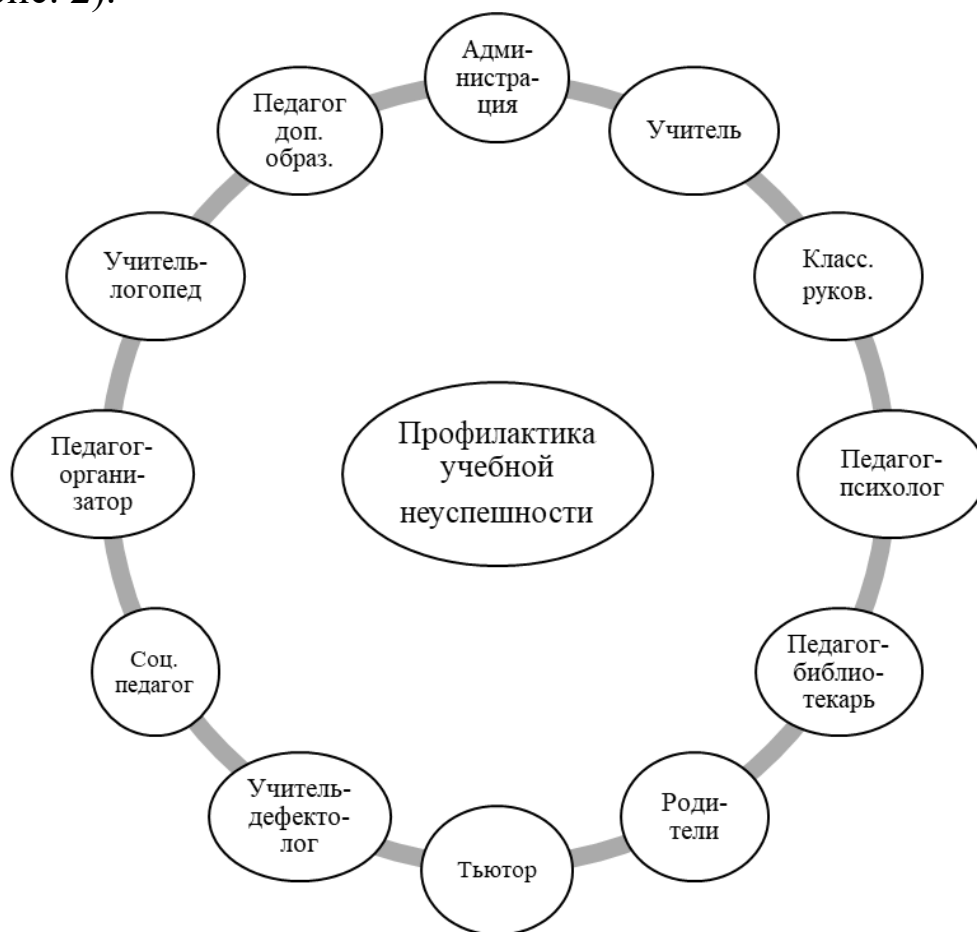 рис. 2).
Адми-
нистра-
ция
Учитель
Класс.
руков.
Педагог-
психолог
Педагог-
библио-
текарь
Роди-
тели
Тьютор
Учитель-
дефекто-
лог
Соц.
педагог
Педагог-
органи-
затор
Учитель-
логопед
Педагог
доп.
образ.
Профилактика
учебной
неуспешности